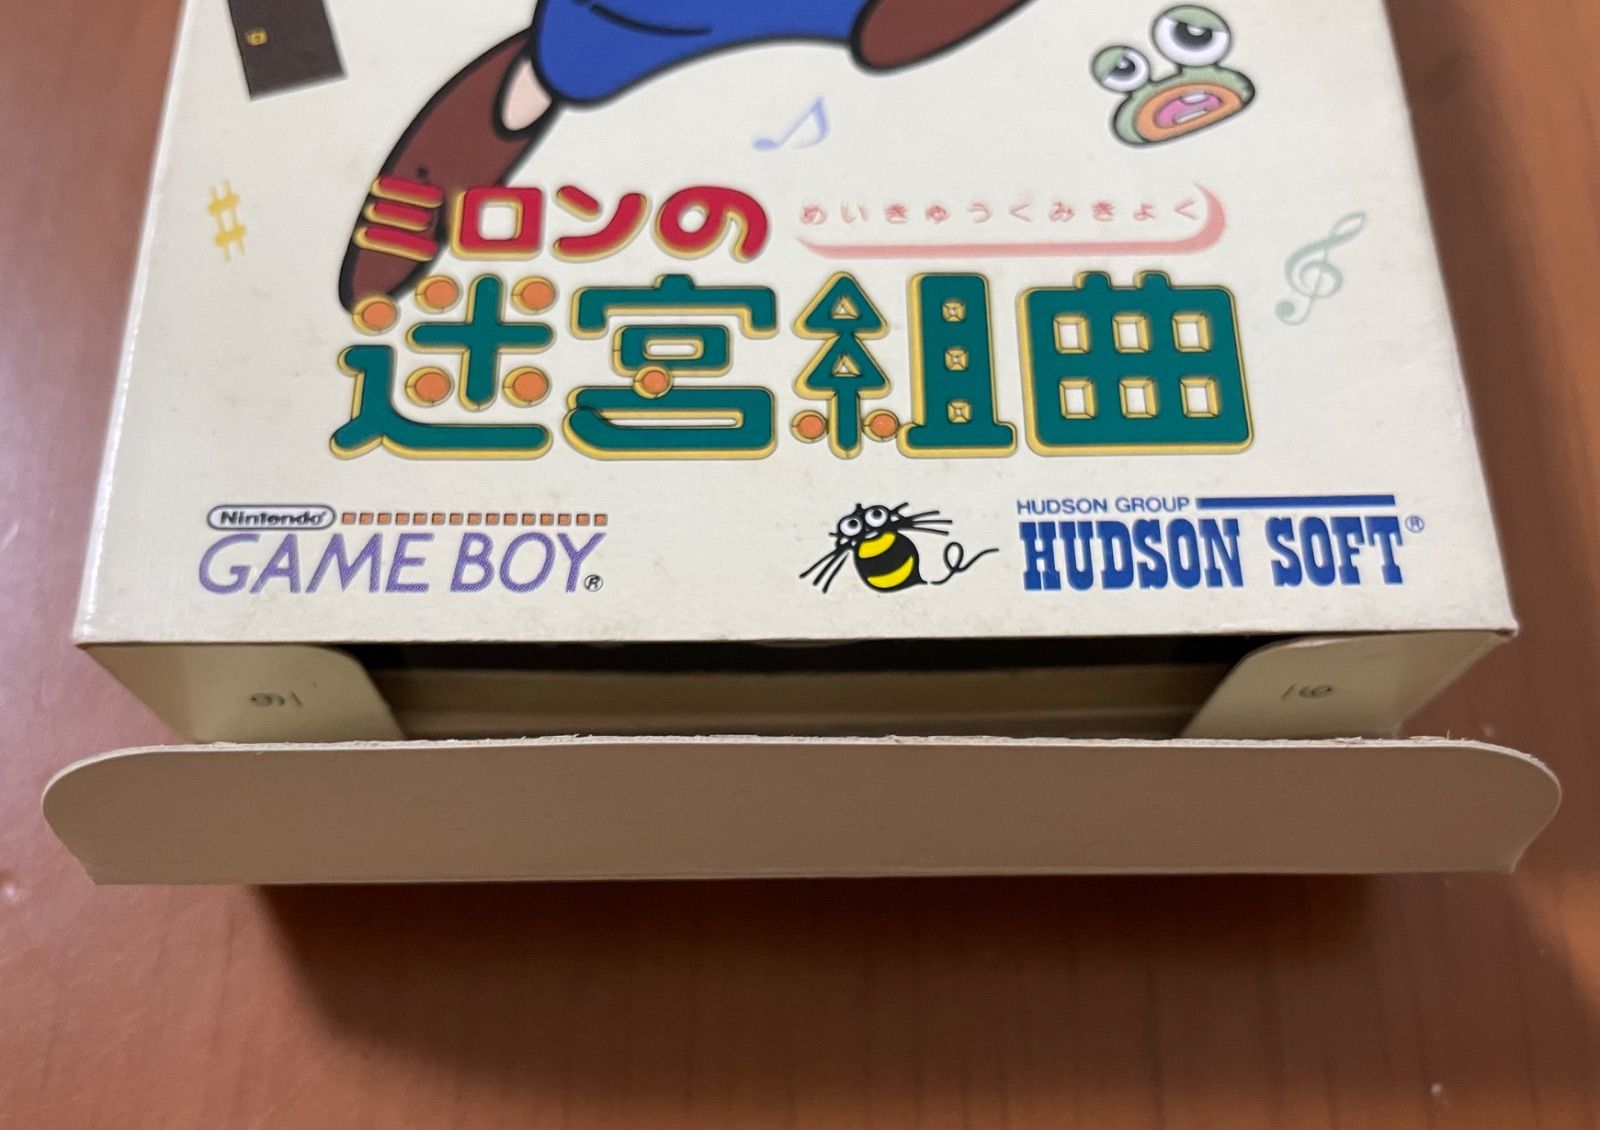 ミロンの
めいきゅうくみきょく
迷宮組曲
Nintendo
GAME BOY®
HUDSON GROUP
HUDSON SOFT®